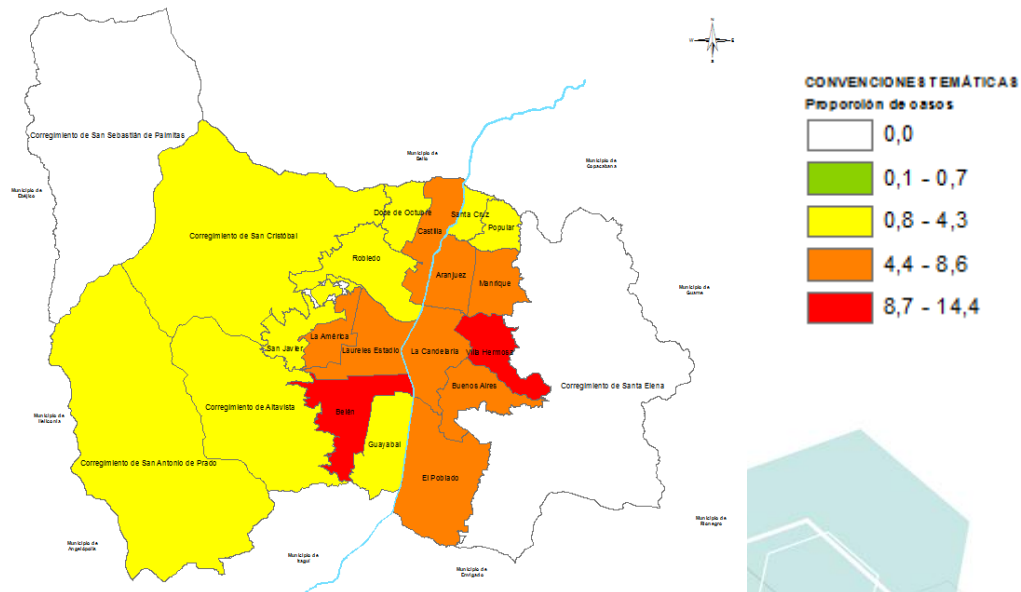 N
W E
S
Corregimiento de San Sebastián de Palmitas
Municipio de
Bello
Municipio de
Copacabana
Municipio de
Ebéjico
Doce de Octubre
Santa Cruz
Popular
Castilla
Corregimiento de San Cristóbal
Robledo
Aranjuez
Manrique
Municipio de
Guarne
La América
San Javier
Laureles Estadio
La Candelaria
Villa Hermosa
Buenos Aires
Corregimiento de Santa Elena
Municipio de
Heliconia
Corregimiento de Altavista
Belén
Guayabal
Corregimiento de San Antonio de Prado
El Poblado
Municipio de
Rionegro
Municipio de
Angelópolis
Municipio de
Itagüí
Municipio de
Envigado
CONVENCIONES TEMÁTICAS
Proporción de casos
0,0
0,1 - 0,7
0,8 - 4,3
4,4 - 8,6
8,7 - 14,4